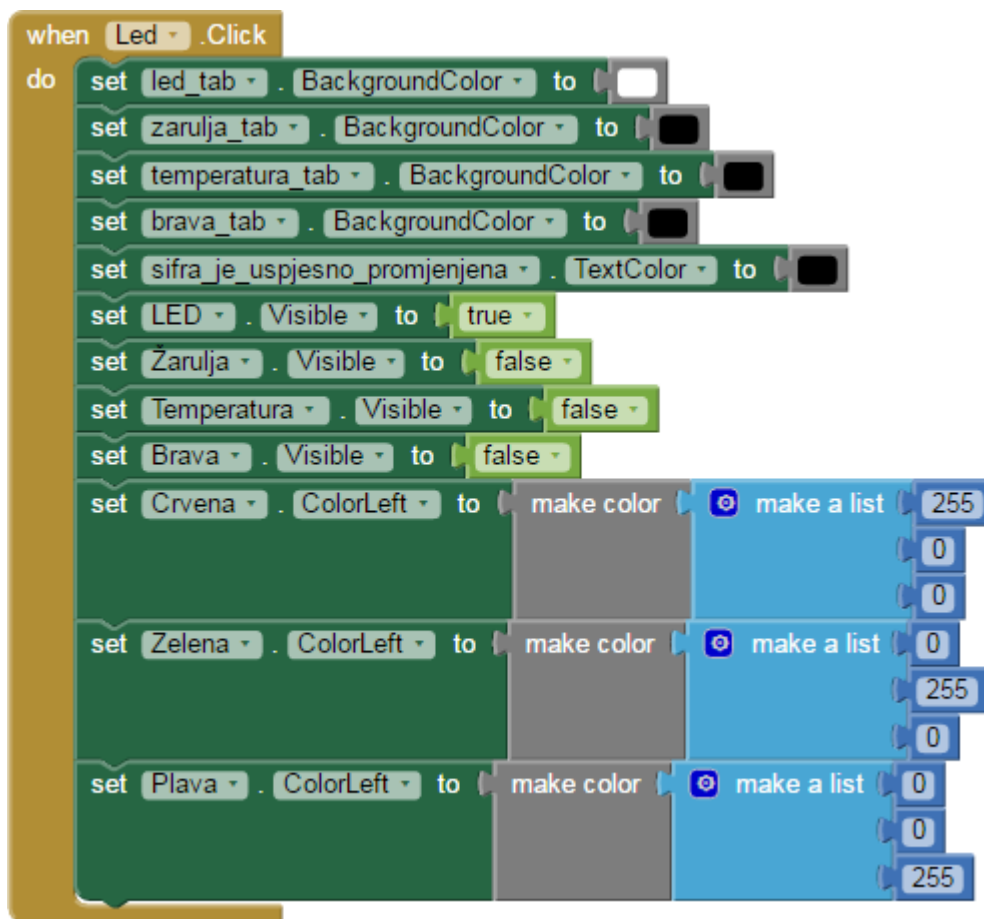 when Led .Click
do set led_tab . BackgroundColor to
set zarulja_tab . BackgroundColor to
set temperatura_tab . BackgroundColor to
set brava_tab . BackgroundColor to
set sifra_je_uspjesno_promjenjena . TextColor to
set LED . Visible to true
set Žarulja . Visible to false
set Temperatura . Visible to false
set Brava . Visible to false
set Crvena . ColorLeft to make color make a list 255
0
0
set Zelena . ColorLeft to make color make a list 0
255
0
set Plava . ColorLeft to make color make a list 0
0
255